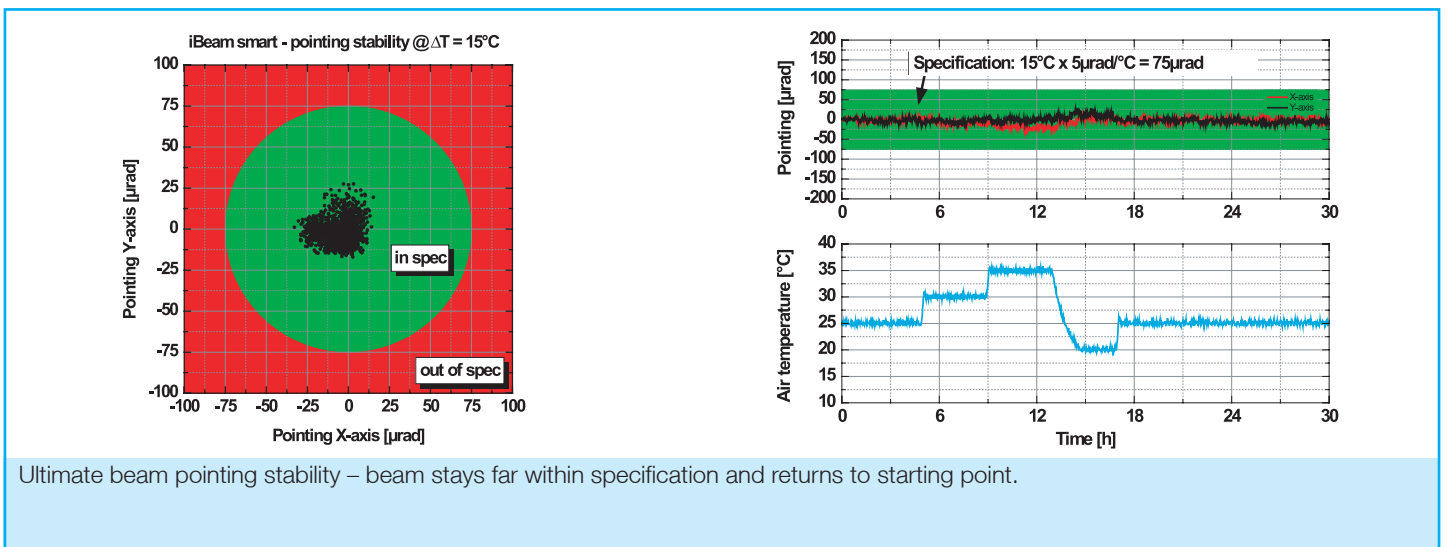 iBeam smart - pointing stability @ ΔT = 15°C
100
75
50
25
0
-25
-50
-75
-100
Pointing Y-axis [µrad]
in spec
out of spec
-100 -75 -50 -25 0 25 50 75 100
Pointing X-axis [µrad]
200
150
100
50
0
-50
-100
-150
-200
Pointing [µrad]
Specification: 15°C x 5µrad/°C = 75µrad
X-axis
Y-axis
0 6 12 18 24 30
40
35
30
25
20
15
10
Air temperature [°C]
0 6 12 18 24 30
Time [h]
Ultimate beam pointing stability – beam stays far within specification and returns to starting point.